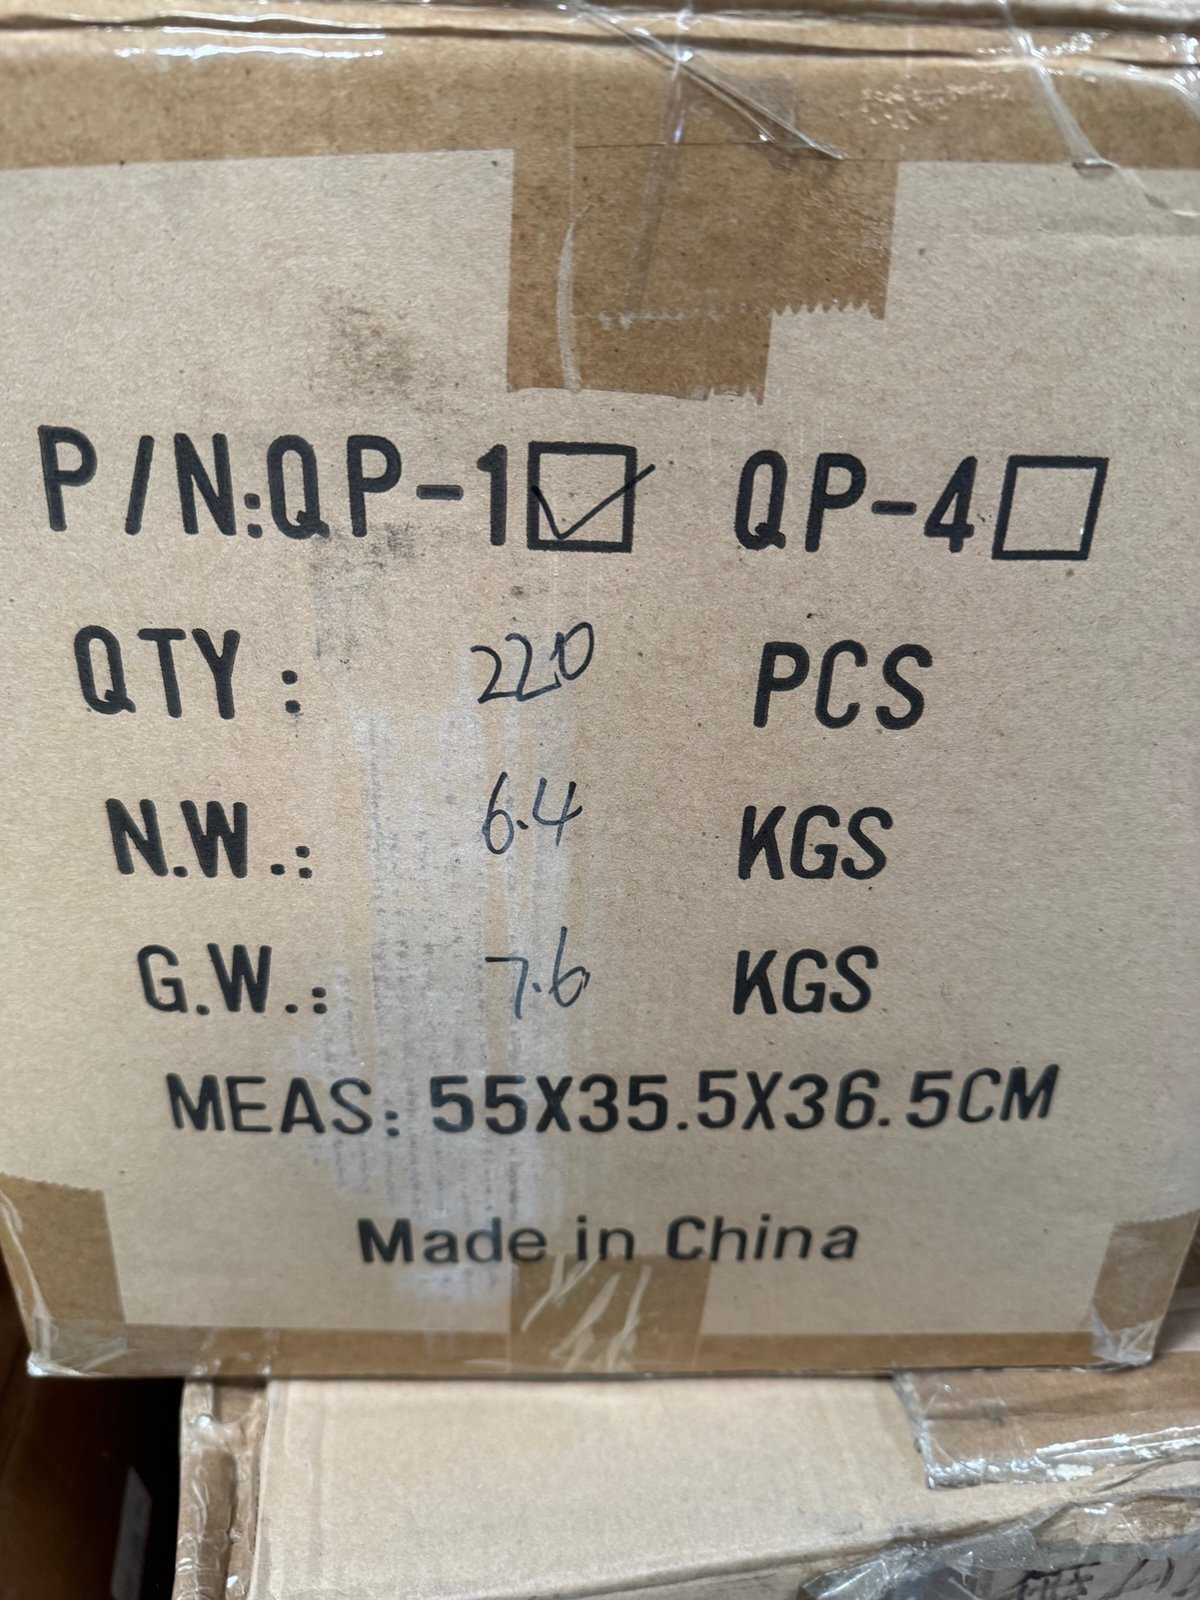 P/N:QP-1☑ QP-4☐
QTY: 220 PCS
N.W.: 6.4 KGS
G.W.: 7.6 KGS
MEAS: 55X35.5X36.5CM
Made in China